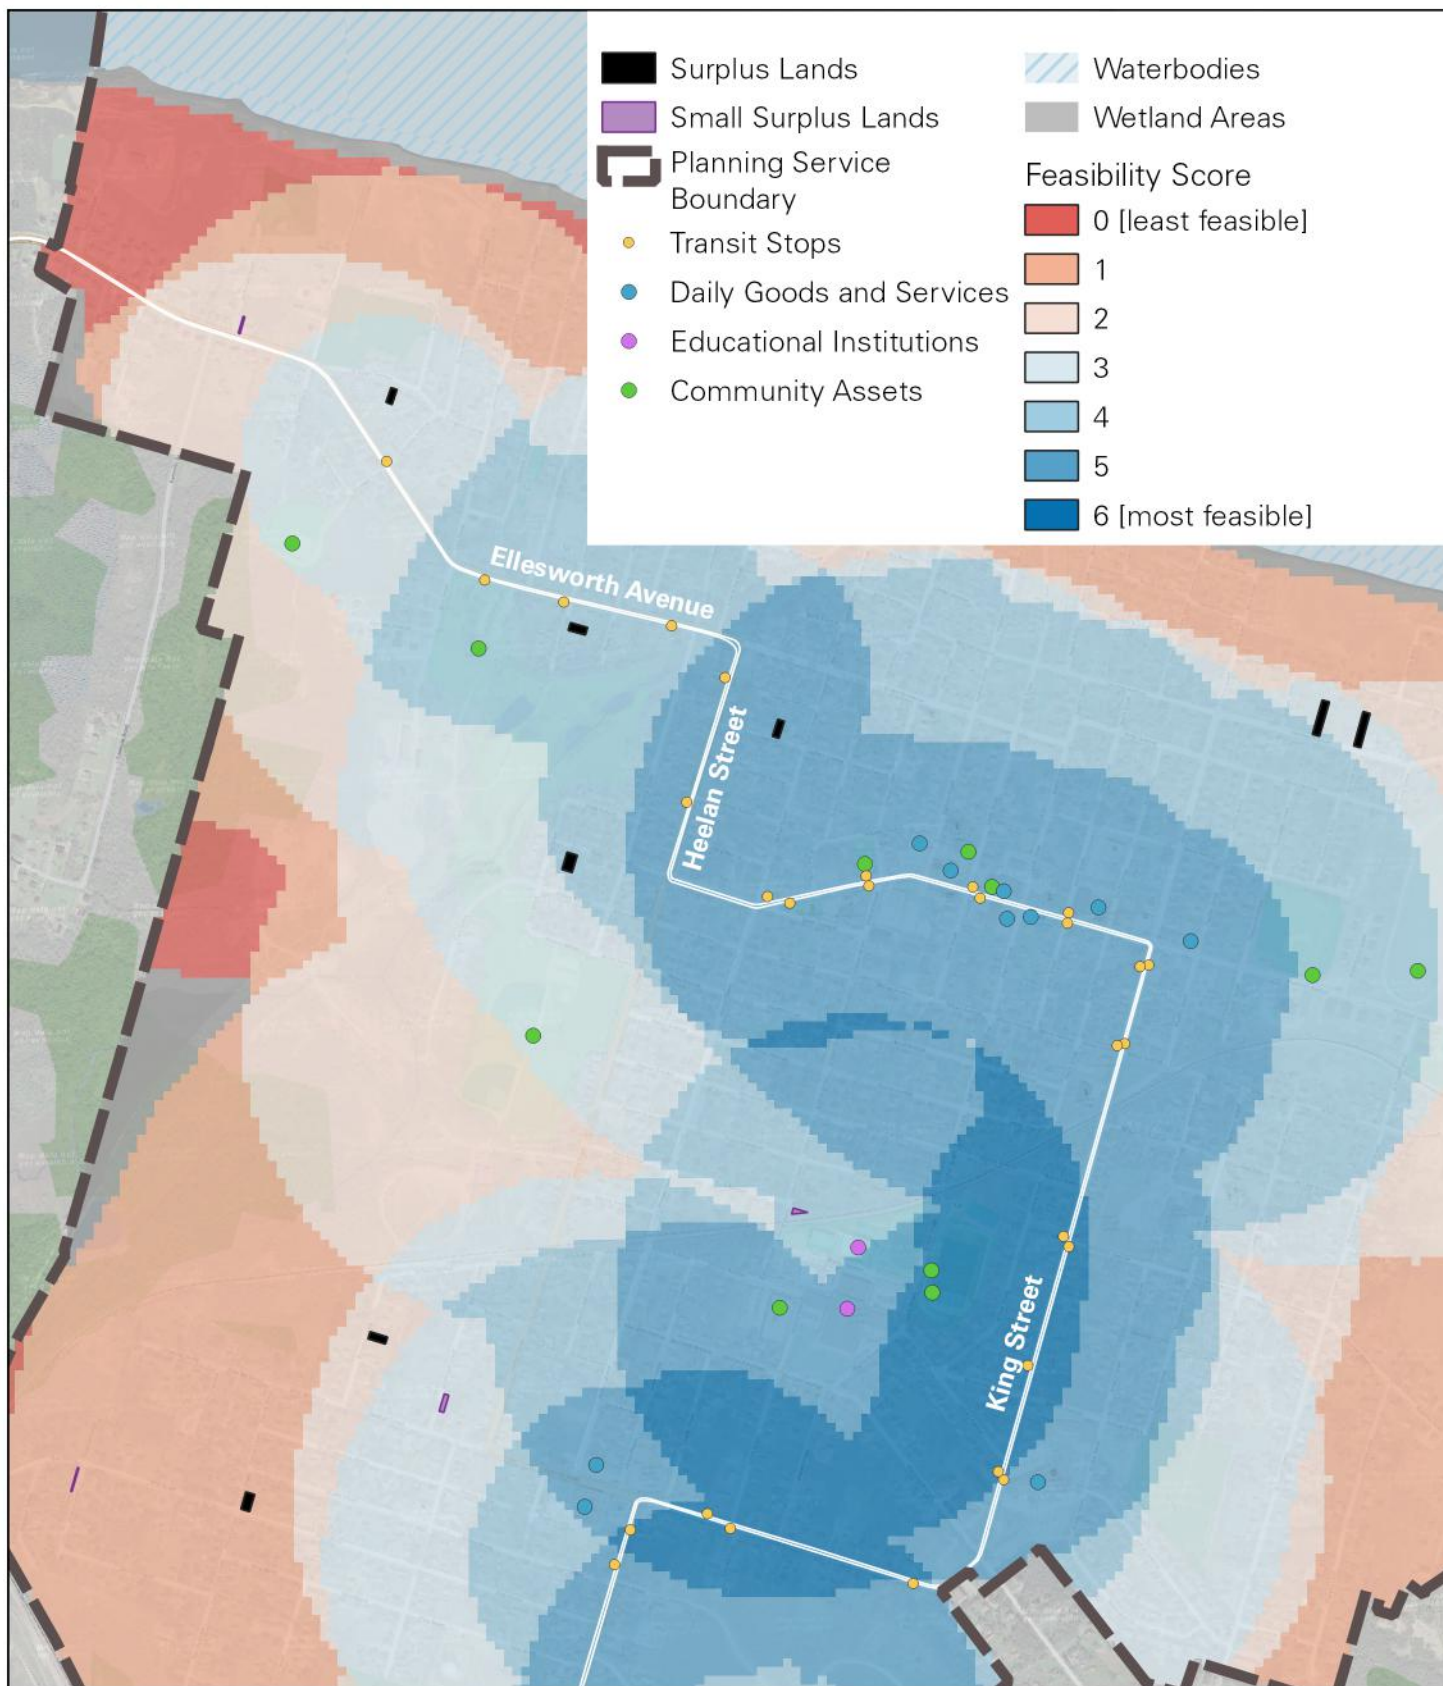 Surplus Lands
Small Surplus Lands
Planning Service
Boundary
Transit Stops
Daily Goods and Services
Educational Institutions
Community Assets
Waterbodies
Wetland Areas
Feasibility Score
0 [least feasible]
1
2
3
4
5
6 [most feasible]
Ellesworth Avenue
Heelan Street
King Street